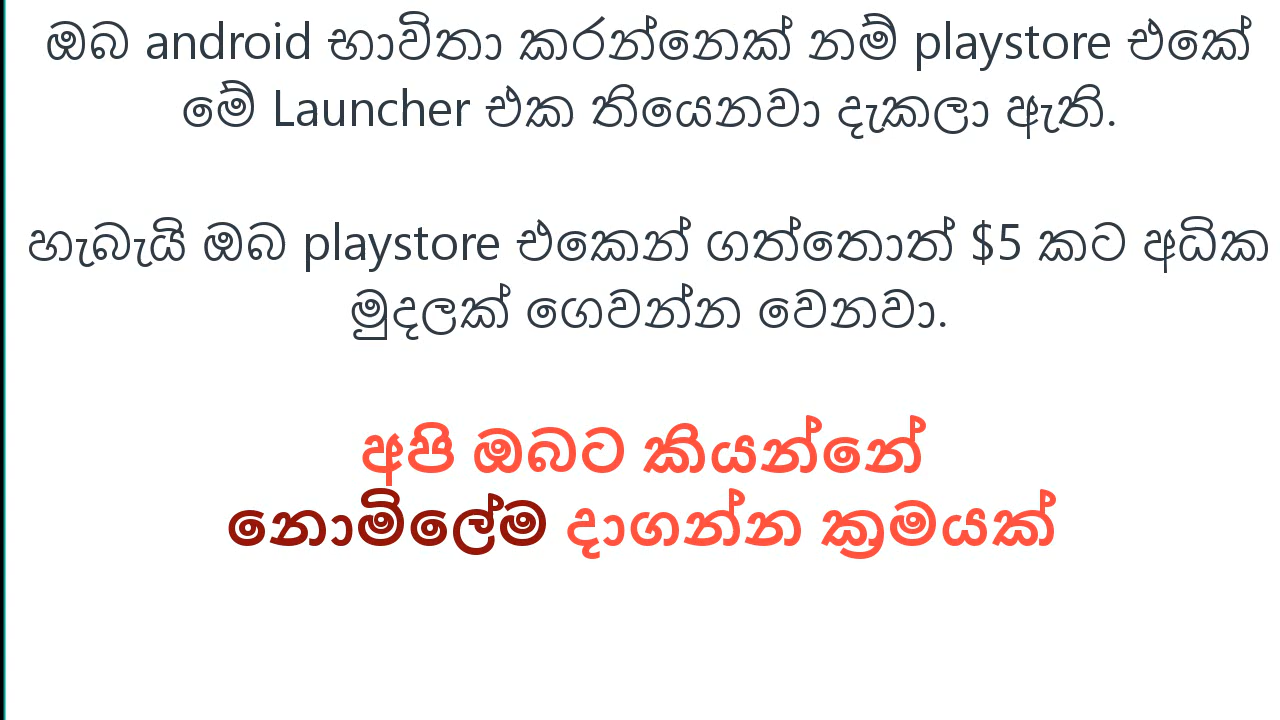 ඔබ android භාවිතා කරන්නෙක් නම් playstore එකේ
මේ Launcher එක තියෙනවා දැකලා ඇති.
හැබැයි ඔබ playstore එකෙන් ගත්තොත් $5 කට අධික
මුදලක් ගෙවන්න වෙනවා.
අපි ඔබට කියන්නේ
නොමිලේම දාගන්න ක්‍රමයක්